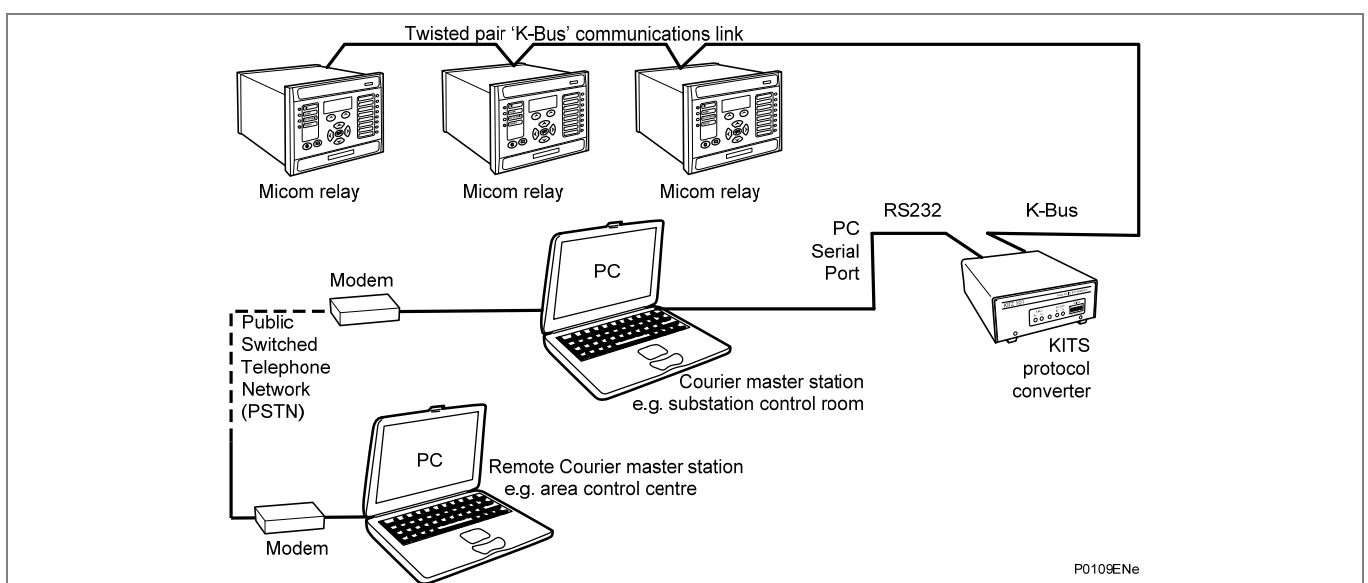 Twisted pair ‘K-Bus’ communications link
Micom relay
Micom relay
Micom relay
RS232
K-Bus
PC
Serial
Port
PC
Modem
Public
Switched
Telephone
Network
(PSTN)
KITS
protocol
converter
Courier master station
e.g. substation control room
PC
Remote Courier master station
e.g. area control centre
Modem
P0109ENe